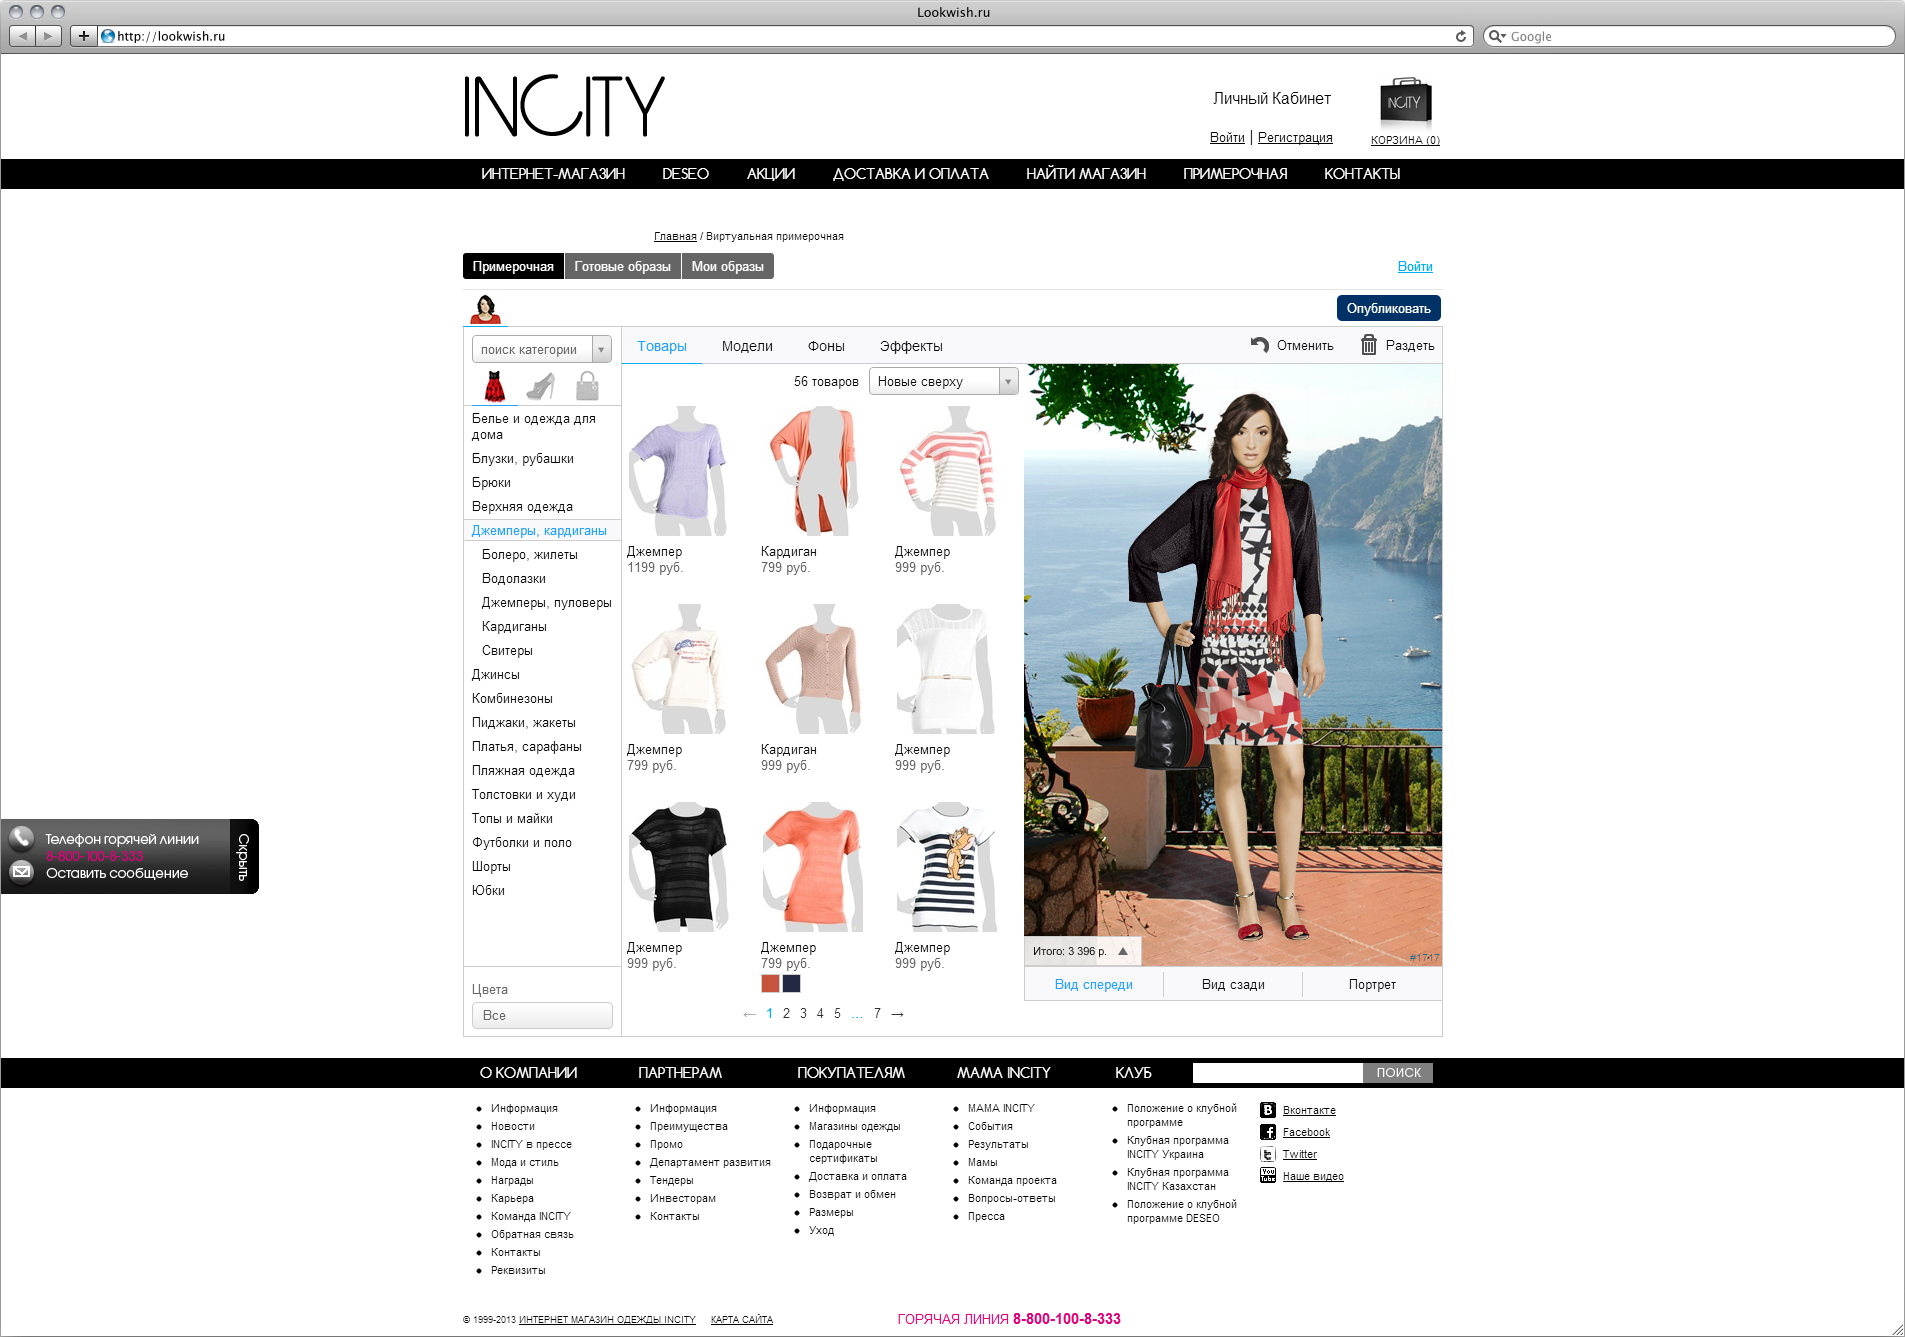 Lookwish.ru
http://lookwish.ru
Google
INCITY
Личный Кабинет
INCITY
Войти | Регистрация
КОРЗИНА (0)
ИНТЕРНЕТ-МАГАЗИН DESEO АКЦИИ ДОСТАВКА И ОПЛАТА НАЙТИ МАГАЗИН ПРИМЕРОЧНАЯ КОНТАКТЫ
Главная / Виртуальная примерочная
Примерочная Готовые образы Мои образы
Войти
Опубликовать
поиск категории
Товары Модели Фоны Эффекты
Отменить Раздеть
56 товаров Новые сверху
Белье и одежда для
дома
Блузки, рубашки
Брюки
Верхняя одежда
Джемперы, кардиганы
Болеро, жилеты
Водолазки
Джемперы, пуловеры
Кардиганы
Свитеры
Джинсы
Комбинезоны
Пиджаки, жакеты
Платья, сарафаны
Пляжная одежда
Толстовки и худи
Топы и майки
Футболки и поло
Шорты
Юбки
Цвета
Все
Джемпер Кардиган Джемпер
1199 руб. 799 руб. 999 руб.
Джемпер Кардиган Джемпер
799 руб. 999 руб. 999 руб.
Джемпер Джемпер Джемпер
999 руб. 799 руб. 999 руб.
← 1 2 3 4 5 ... 7 →
Итого: 3 396 р.
#1717
Вид спереди Вид сзади Портрет
Телефон горячей линии
8-800-100-8-333
Оставить сообщение
Скрыть
О КОМПАНИИ ПАРТНЕРАМ ПОКУПАТЕЛЯМ МАМА INCITY КЛУБ ПОИСК
Информация
Новости
INCITY в прессе
Мода и стиль
Награды
Карьера
Команда INCITY
Обратная связь
Контакты
Реквизиты
Информация
Преимущества
Промо
Департамент развития
Тендеры
Инвесторам
Контакты
Информация
Магазины одежды
Подарочные
сертификаты
Доставка и оплата
Возврат и обмен
Размеры
Уход
МАМА INCITY
События
Результаты
Мамы
Команда проекта
Вопросы-ответы
Пресса
Положение о клубной
программе
Клубная программа
INCITY Украина
Клубная программа
INCITY Казахстан
Положение о клубной
программе DESEO
Вконтакте
Facebook
Twitter
Наше видео
© 1999-2013 ИНТЕРНЕТ МАГАЗИН ОДЕЖДЫ INCITY КАРТА САЙТА
ГОРЯЧАЯ ЛИНИЯ 8-800-100-8-333